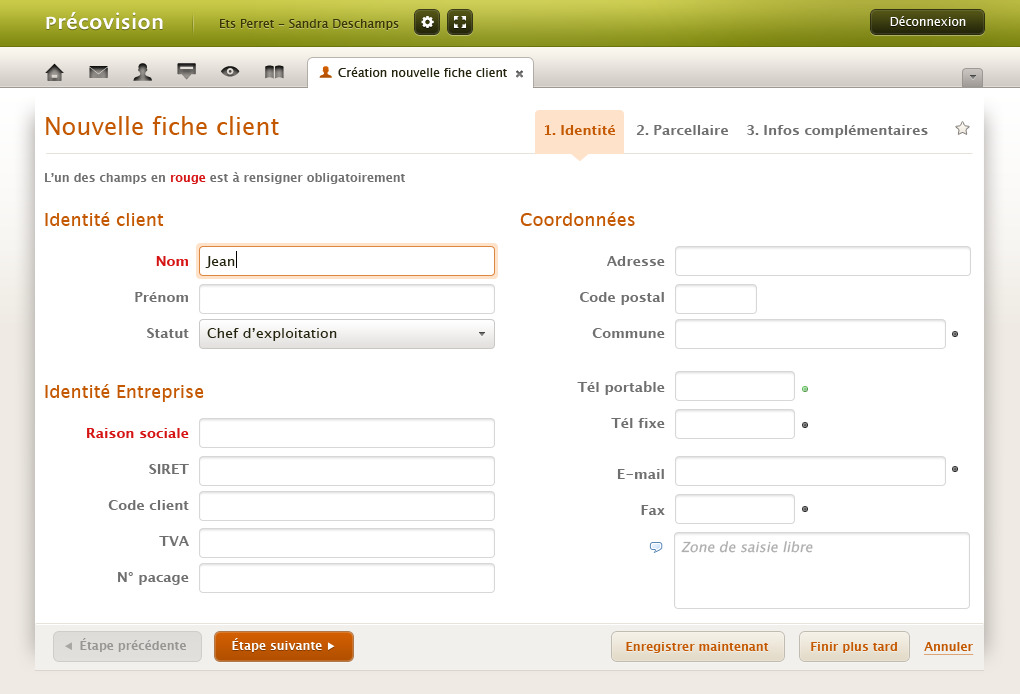 Précovision
Ets Perret – Sandra Deschamps
Déconnexion
Création nouvelle fiche client
Nouvelle fiche client
1. Identité
2. Parcellaire
3. Infos complémentaires
L'un des champs en rouge est à rensigner obligatoirement
Identité client
Nom
Jean
Prénom
Statut
Chef d'exploitation
Identité Entreprise
Raison sociale
SIRET
Code client
TVA
N° pacage
Coordonnées
Adresse
Code postal
Commune
Tél portable
Tél fixe
E-mail
Fax
Zone de saisie libre
Étape précédente
Étape suivante
Enregistrer maintenant
Finir plus tard
Annuler